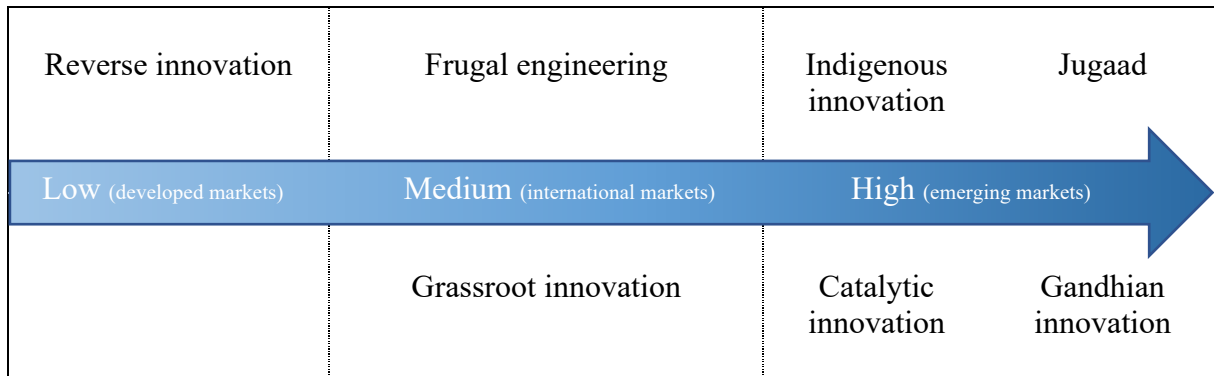 Reverse innovation
Frugal engineering
Indigenous
innovation
Jugaad
Low (developed markets)
Medium (international markets)
High (emerging markets)
Grassroot innovation
Catalytic
innovation
Gandhian
innovation